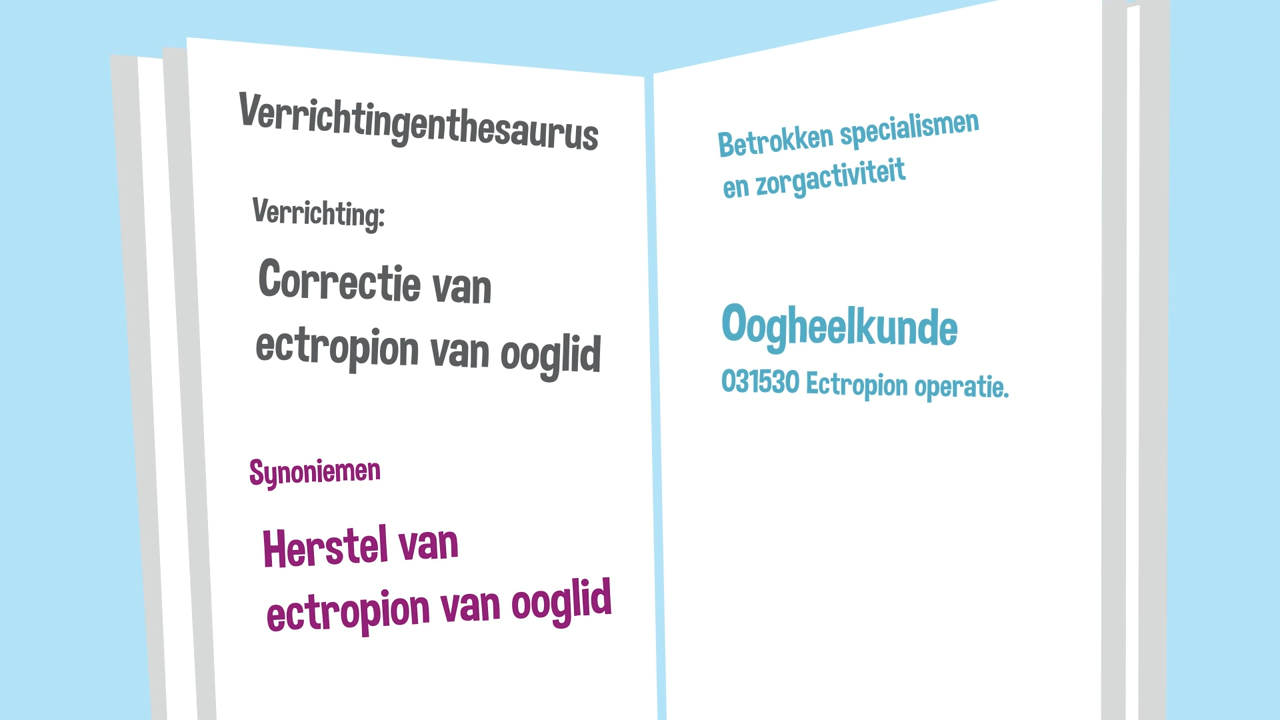 Verrichtingenthesaurus
Verrichting:
Correctie van
ectropion van ooglid
Synoniemen
Herstel van
ectropion van ooglid
Betrokken specialismen
en zorgactiviteit
Oogheelkunde
031530 Ectropion operatie.